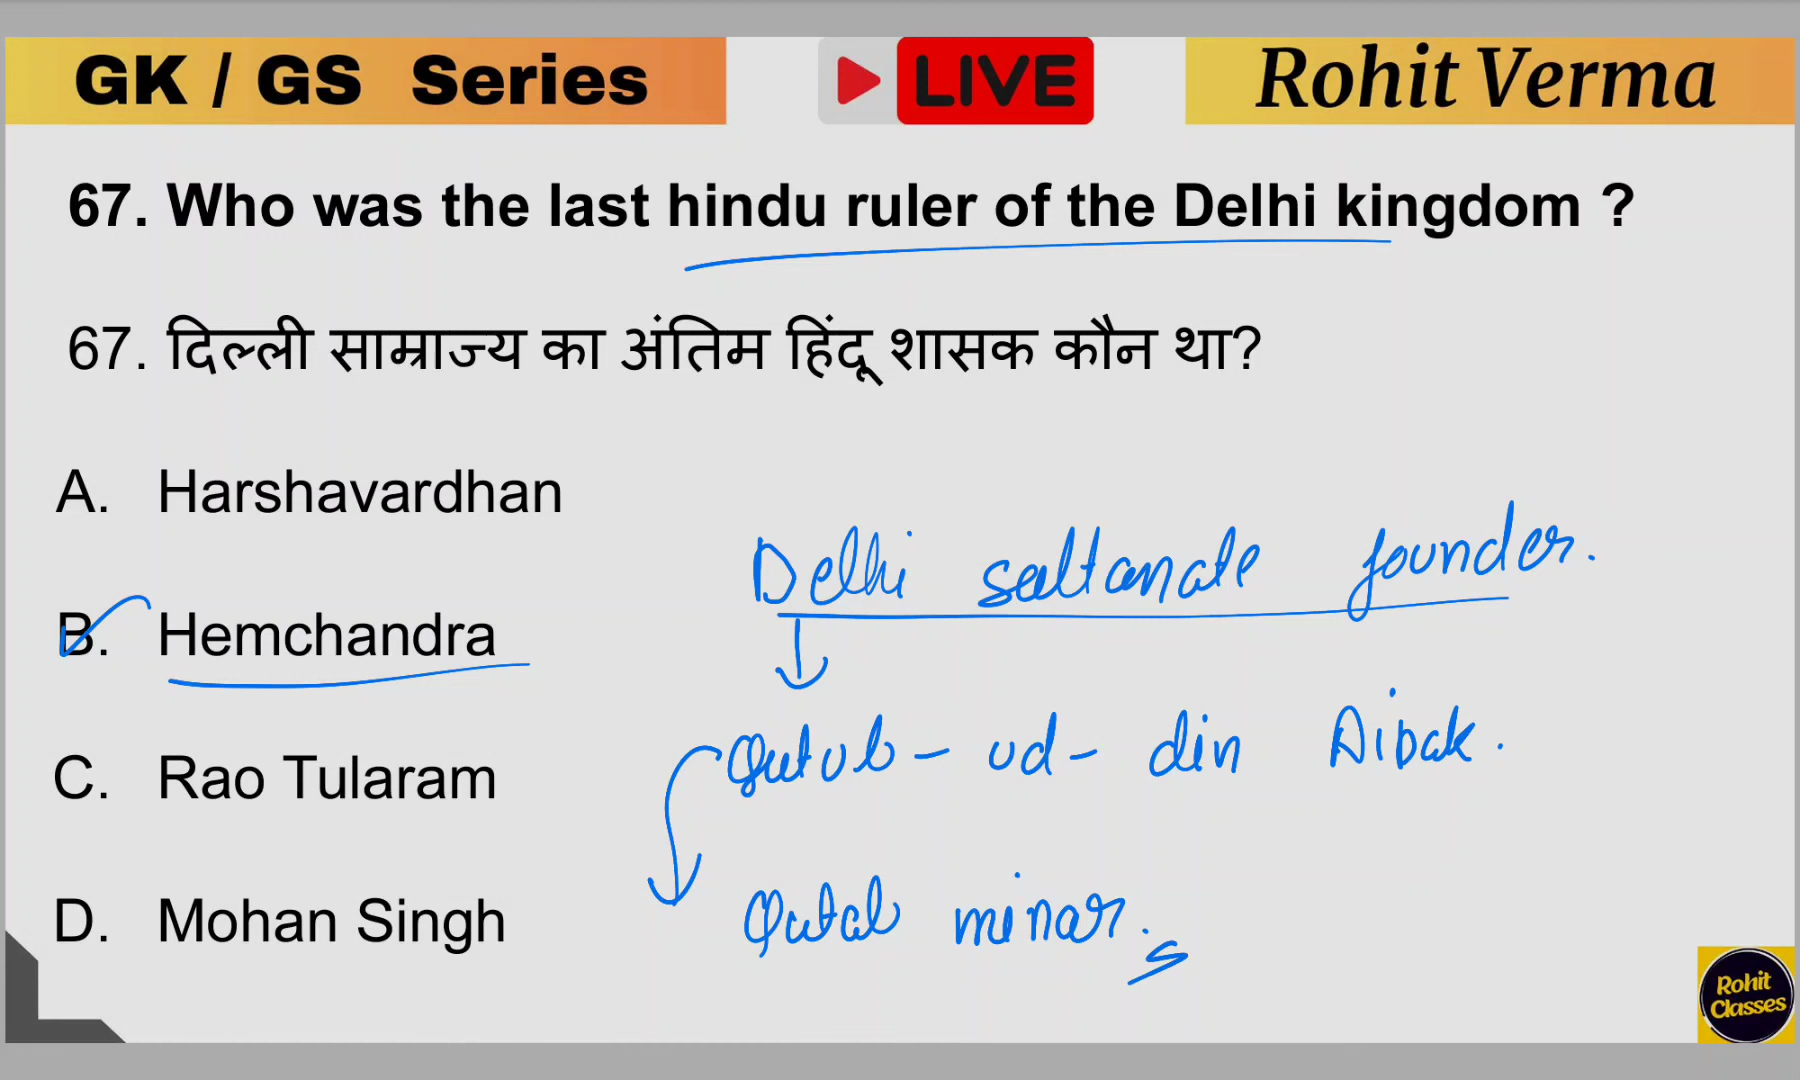 GK / GS Series
LIVE
Rohit Verma
67. Who was the last hindu ruler of the Delhi kingdom ?
67. दिल्ली साम्राज्य का अंतिम हिंदू शासक कौन था?
A. Harshavardhan
B. Hemchandra
C. Rao Tularam
D. Mohan Singh
Delhi sultanate founder.
Qutub-ud-din Aibak.
Qutab minar.
Rohit
Classes